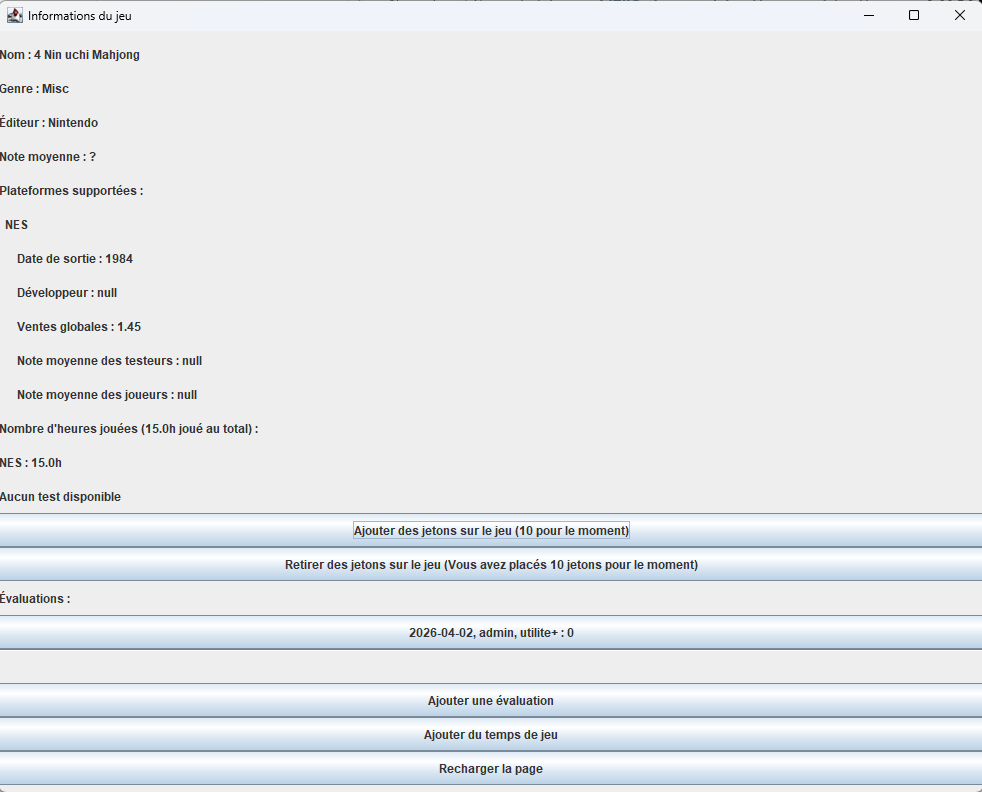 Informations du jeu
Nom : 4 Nin uchi Mahjong
Genre : Misc
Éditeur : Nintendo
Note moyenne : ?
Plateformes supportées :
NES
Date de sortie : 1984
Développeur : null
Ventes globales : 1.45
Note moyenne des testeurs : null
Note moyenne des joueurs : null
Nombre d'heures jouées (15.0h joué au total) :
NES : 15.0h
Aucun test disponible
Ajouter des jetons sur le jeu (10 pour le moment)
Retirer des jetons sur le jeu (Vous avez placés 10 jetons pour le moment)
Évaluations :
2026-04-02, admin, utilite+ : 0
Ajouter une évaluation
Ajouter du temps de jeu
Recharger la page